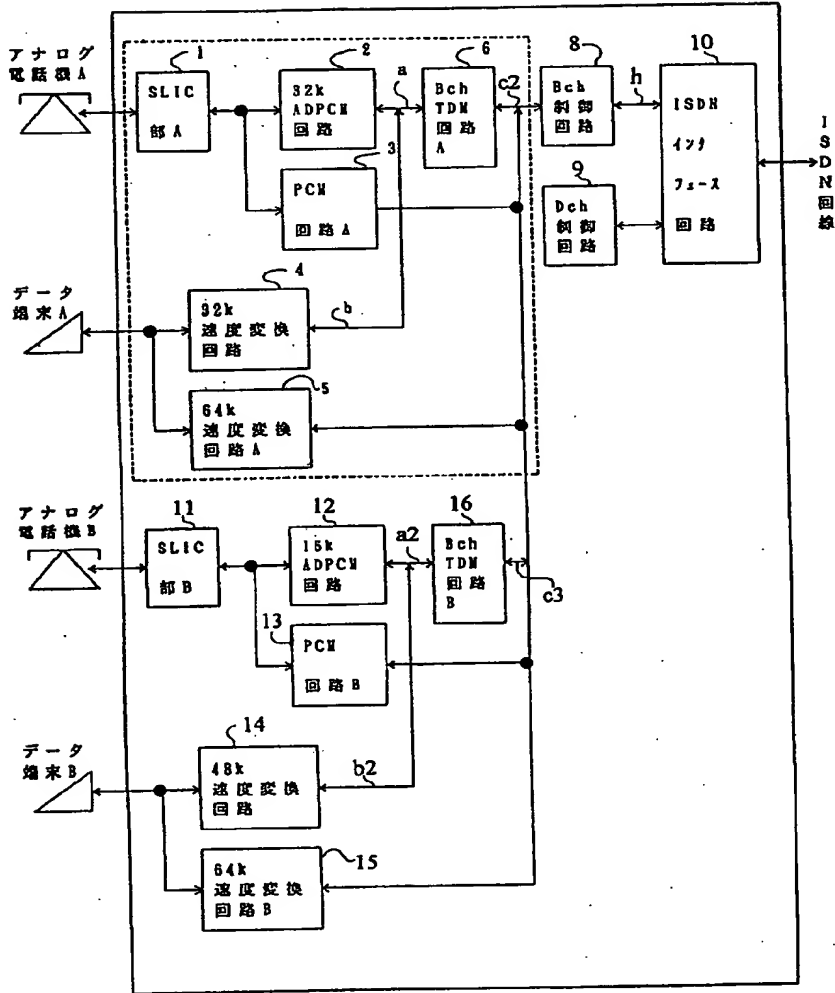 アナログ
電話機A
1
SLIC
部A
2
32k
ADPCM
回路
a
6
Bch
TDM
回路
A
c2
8
Bch
制御
回路
h
10
ISDN
インタ
フェース
回路
ISDN回線
3
PCM
回路A
9
Dch
制御
回路
4
32k
速度変換
回路
b
データ
端末A
5
64k
速度変換
回路A
アナログ
電話機B
11
SLIC
部B
12
15k
ADPCM
回路
a2
16
Bch
TDM
回路
B
c3
13
PCM
回路B
14
48k
速度変換
回路
b2
データ
端末B
15
64k
速度変換
回路B